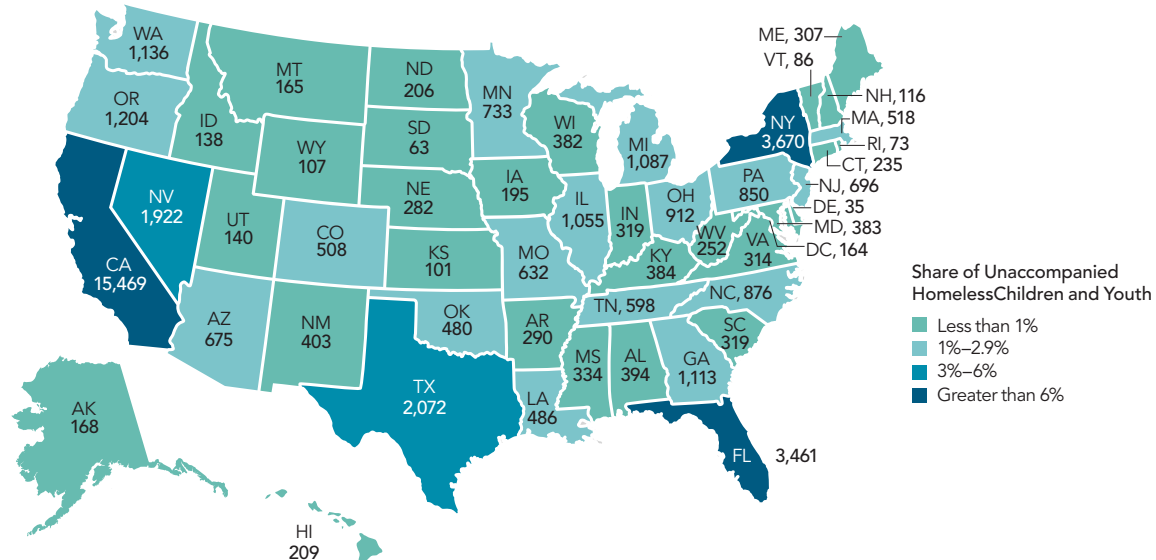 WA
1,136
OR
1,204
CA
15,469
NV
1,922
ID
138
MT
165
WY
107
UT
140
AZ
675
CO
508
NM
403
ND
206
SD
63
NE
282
KS
101
OK
480
TX
2,072
MN
733
IA
195
MO
632
AR
290
LA
486
WI
382
IL
1,055
MI
1,087
IN
319
OH
912
KY
384
TN, 598
MS
334
AL
394
GA
1,113
FL
3,461
SC
319
NC, 876
VA
314
WV
252
PA
850
NY
3,670
ME, 307
VT, 86
NH, 116
MA, 518
RI, 73
CT, 235
NJ, 696
DE, 35
MD, 383
DC, 164
AK
168
HI
209
Share of Unaccompanied
HomelessChildren and Youth
Less than 1%
1%–2.9%
3%–6%
Greater than 6%